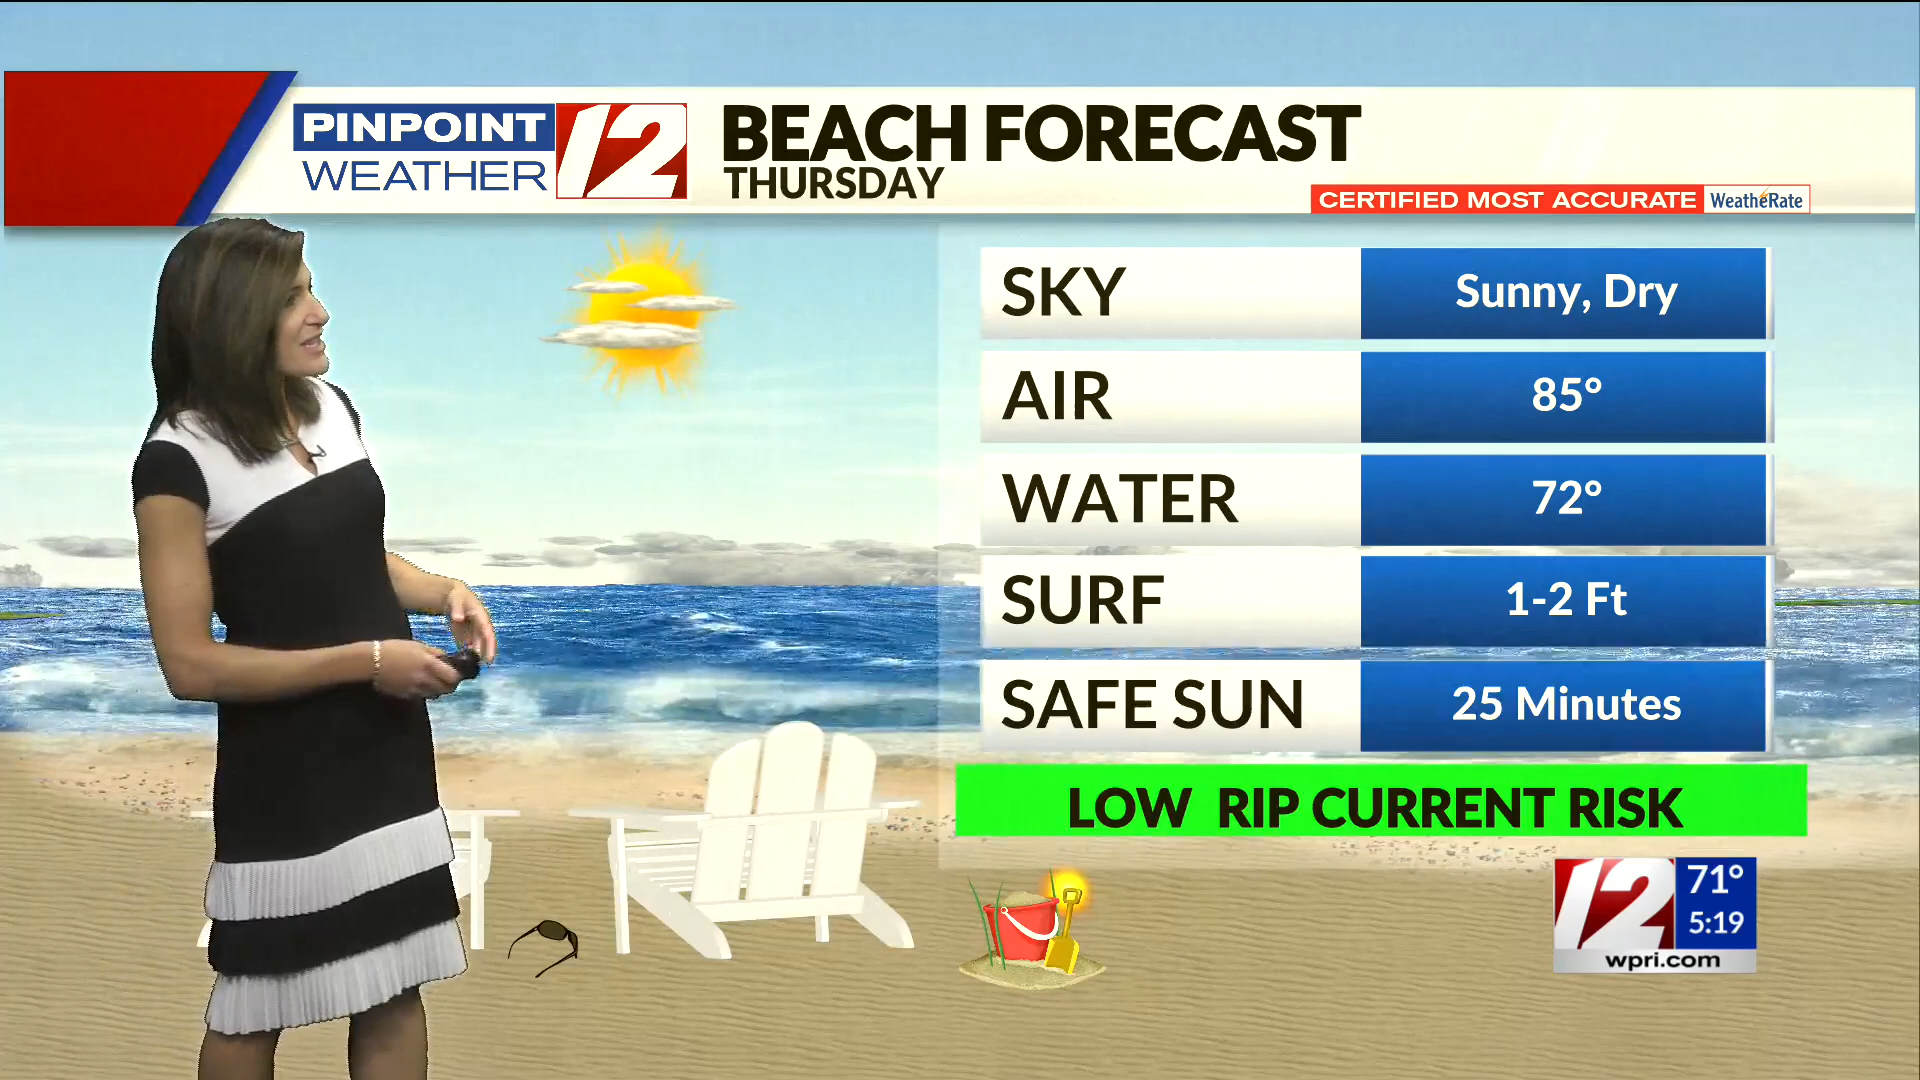 PINPOINT
WEATHER
12
BEACH FORECAST
THURSDAY
CERTIFIED MOST ACCURATE WeatheRate
SKY Sunny, Dry
AIR 85°
WATER 72°
SURF 1-2 Ft
SAFE SUN 25 Minutes
LOW RIP CURRENT RISK
12 71°
5:19
wpri.com